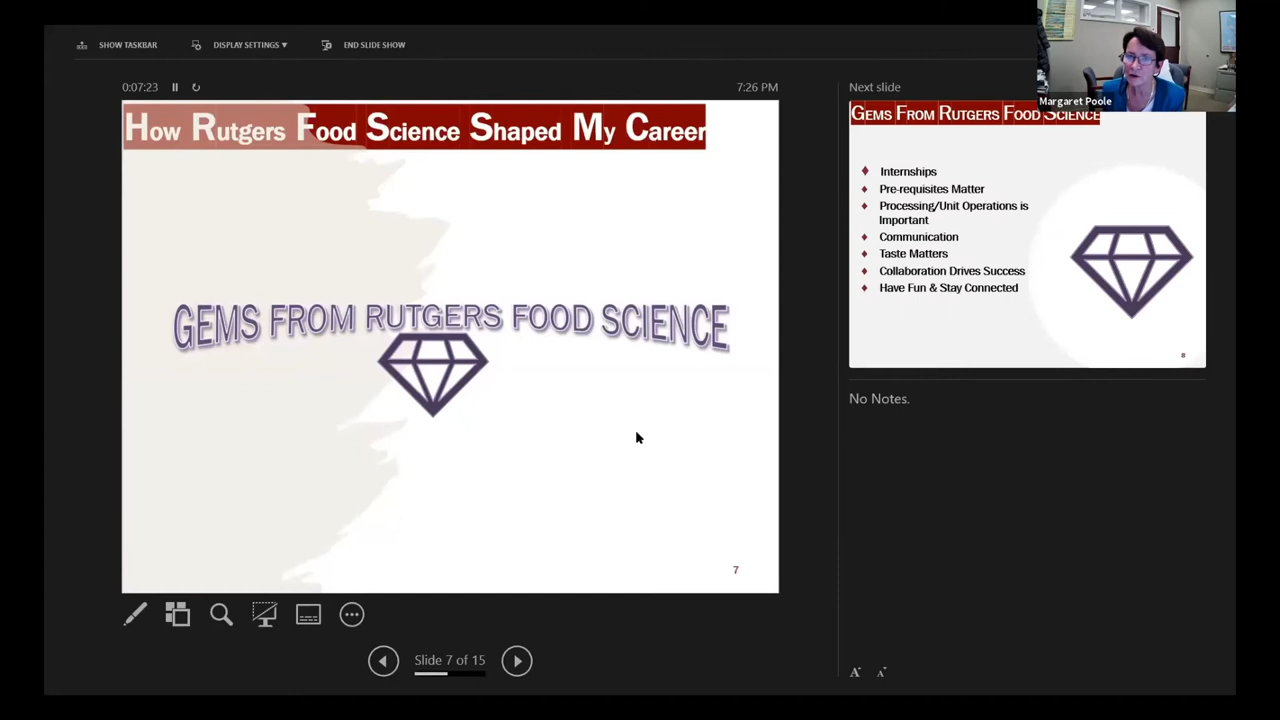 SHOW TASKBAR
DISPLAY SETTINGS ▾
END SLIDE SHOW
0:07:23
7:26 PM
How Rutgers Food Science Shaped My Career
GEMS FROM RUTGERS FOOD SCIENCE
7
Slide 7 of 15
Next slide
Margaret Poole
GEMS FROM RUTGERS FOOD SCIENCE
Internships
Pre-requisites Matter
Processing/Unit Operations is
Important
Communication
Taste Matters
Collaboration Drives Success
Have Fun & Stay Connected
8
No Notes.
A A